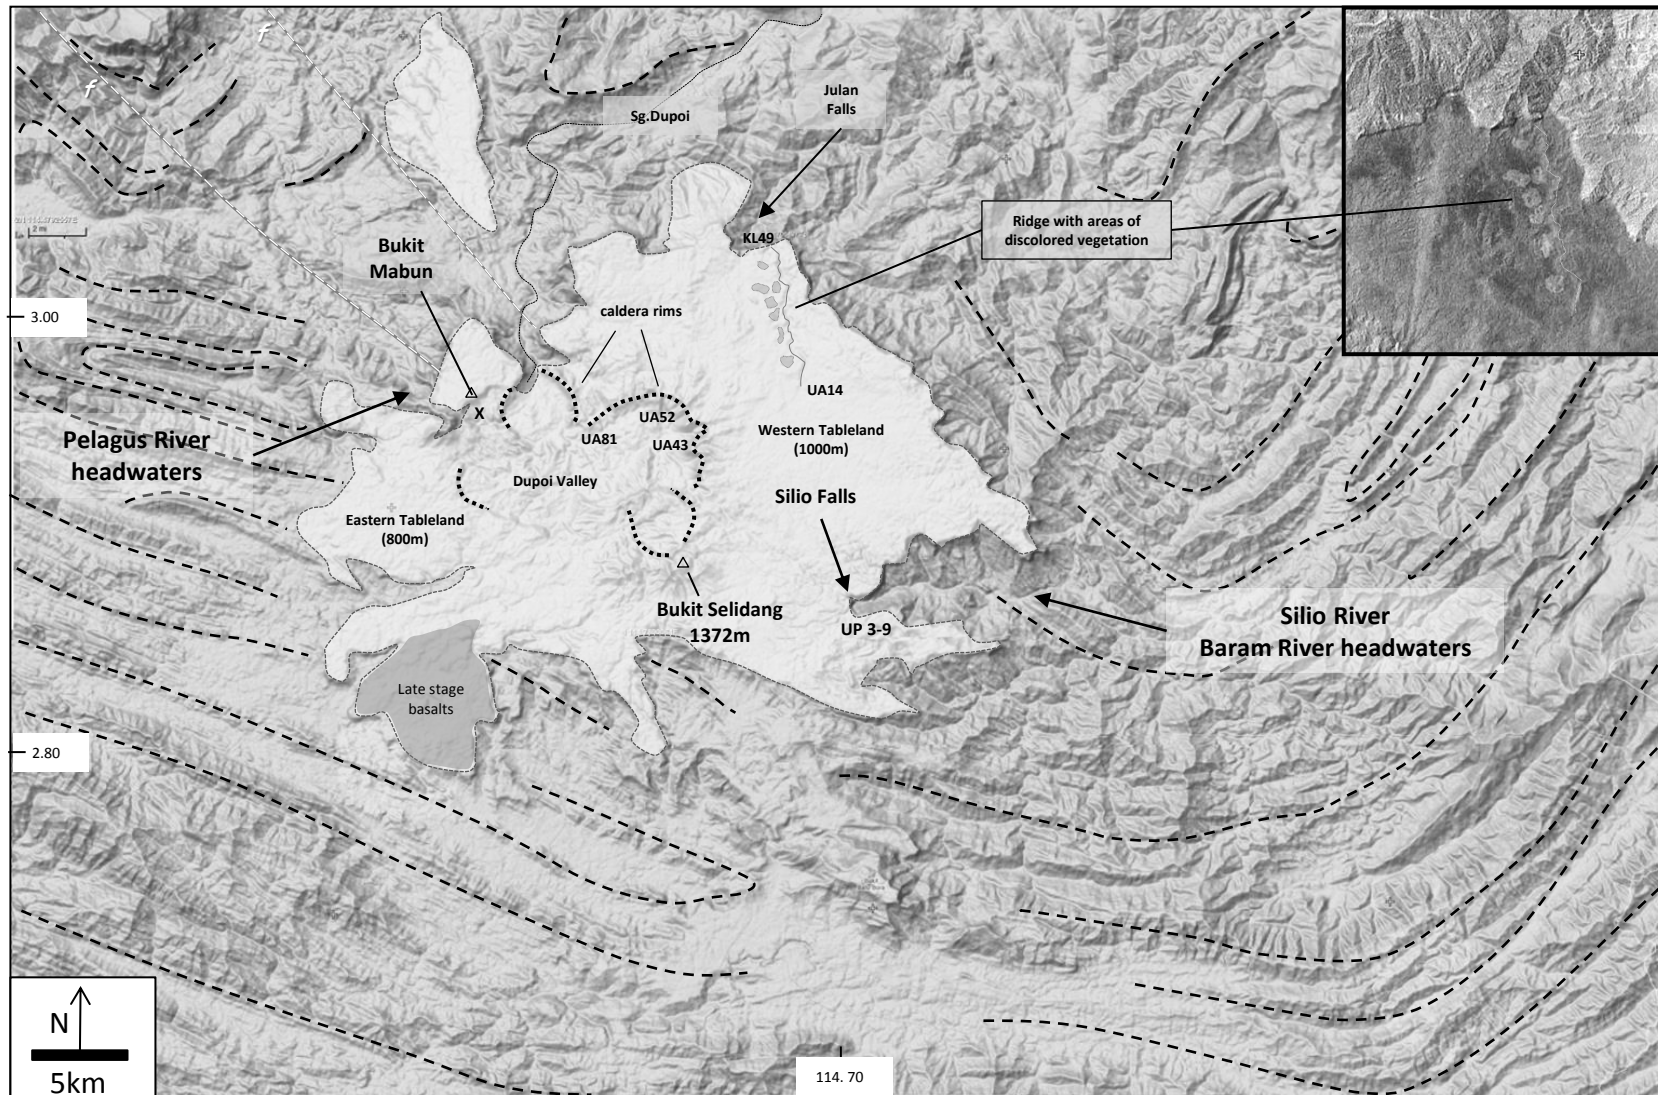 f
f
Julan
Falls
Sg.Dupoi
KL49
Ridge with areas of
discolored vegetation
2 mi
Bukit
Mabun
3.00
caldera rims
UA14
X
UA52
UA81
UA43
Western Tableland
(1000m)
Pelagus River
headwaters
Dupoi Valley
Silio Falls
Eastern Tableland
(800m)
Bukit Selidang
1372m
UP 3-9
Silio River
Baram River headwaters
Late stage
basalts
2.80
N
5km
114. 70